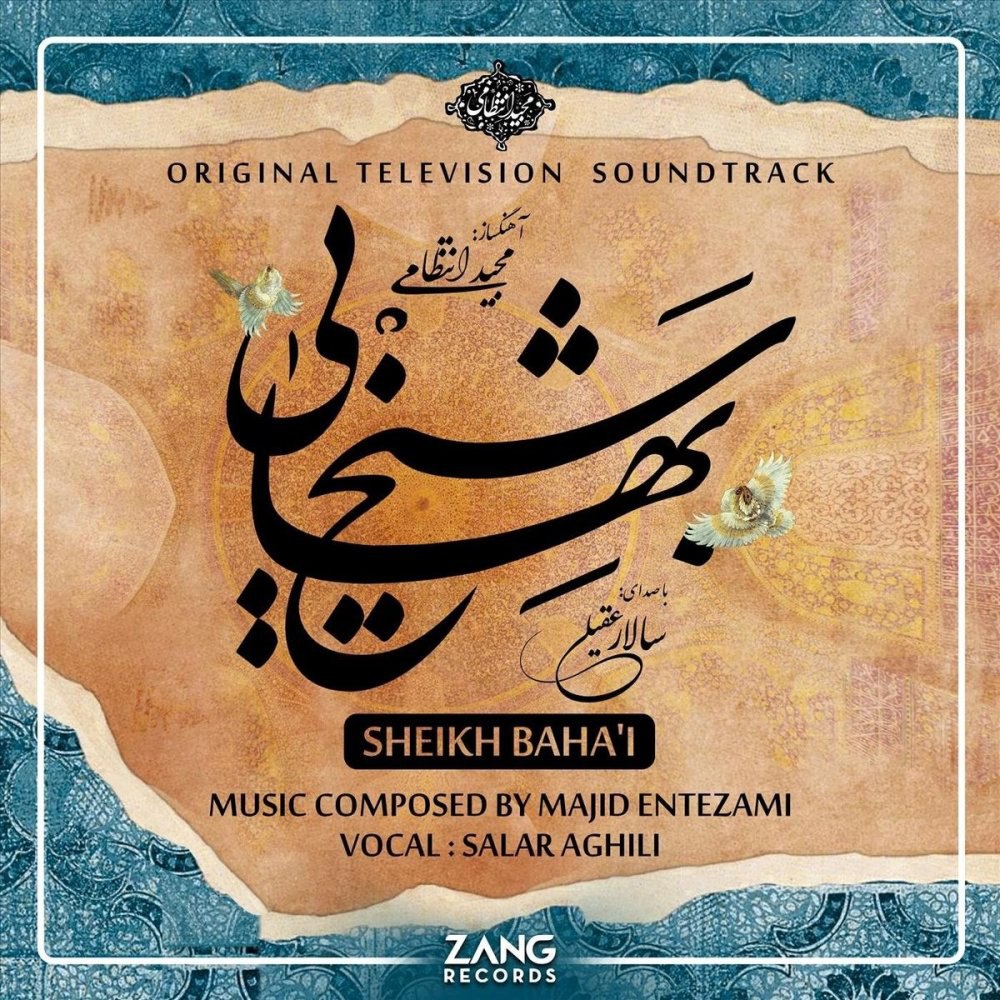 مجید انتظامی
ORIGINAL TELEVISION SOUNDTRACK
آهنگساز:
مجید انتظامی
شیخ بهایی
با صدای:
سالار عقیلی
SHEIKH BAHA'I
MUSIC COMPOSED BY MAJID ENTEZAMI
VOCAL : SALAR AGHILI
ZANG
RECORDS